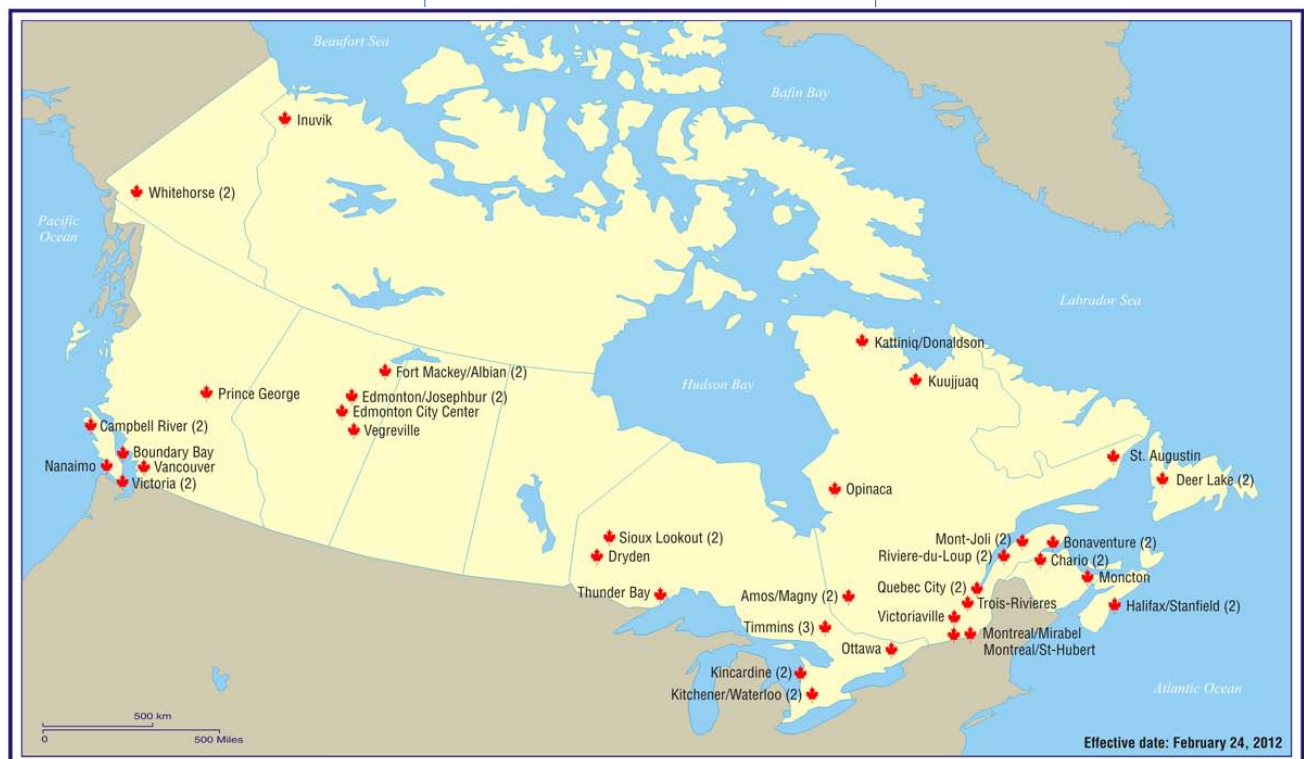 Beaufort Sea
Bafin Bay
Inuvik
Whitehorse (2)
Pacific
Ocean
Labrador Sea
Kattiniq/Donaldson
Fort Mackey/Albian (2)
Hudson Bay
Kuujjuaq
Prince George
Edmonton/Josephbur (2)
Edmonton City Center
Campbell River (2)
Vegreville
Boundary Bay
Nanaimo
Vancouver
St. Augustin
Victoria (2)
Deer Lake (2)
Opinaca
Sioux Lookout (2)
Mont-Joli (2)
Bonaventure (2)
Dryden
Riviere-du-Loup (2)
Chario (2)
Moncton
Thunder Bay
Amos/Magny (2)
Quebec City (2)
Trois-Rivieres
Halifax/Stanfield (2)
Victoriaville
Timmins (3)
Montreal/Mirabel
Ottawa
Montreal/St-Hubert
Kincardine (2)
Kitchener/Waterloo (2)
Atlantic Ocean
500 km
0
500 Miles
Effective date: February 24, 2012